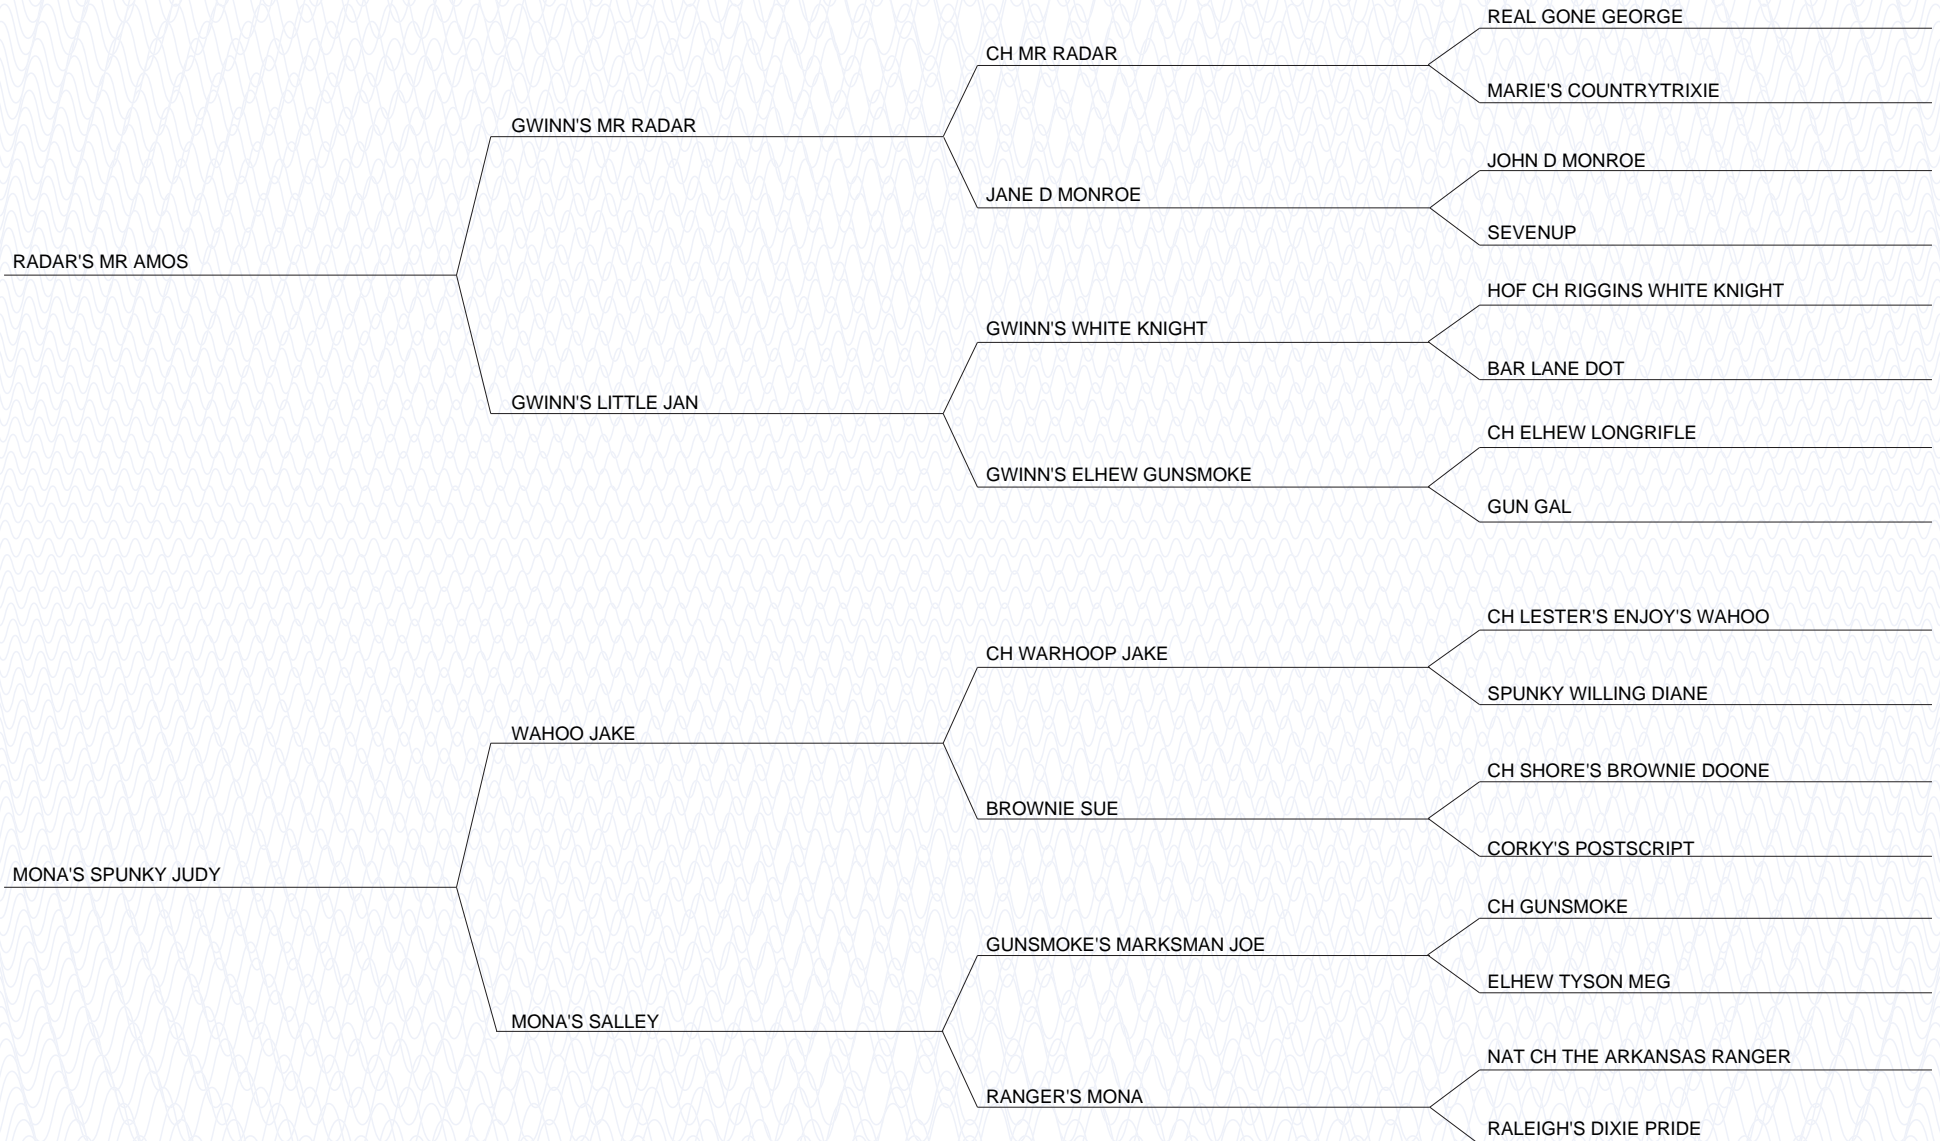 REAL GONE GEORGE
CH MR RADAR
MARIE'S COUNTRYTRIXIE
GWINN'S MR RADAR
JOHN D MONROE
JANE D MONROE
SEVENUP
RADAR'S MR AMOS
HOF CH RIGGINS WHITE KNIGHT
GWINN'S WHITE KNIGHT
BAR LANE DOT
GWINN'S LITTLE JAN
CH ELHEW LONGRIFLE
GWINN'S ELHEW GUNSMOKE
GUN GAL
CH LESTER'S ENJOY'S WAHOO
CH WARHOOP JAKE
SPUNKY WILLING DIANE
WAHOO JAKE
CH SHORE'S BROWNIE DOONE
BROWNIE SUE
CORKY'S POSTSCRIPT
MONA'S SPUNKY JUDY
CH GUNSMOKE
GUNSMOKE'S MARKSMAN JOE
ELHEW TYSON MEG
MONA'S SALLEY
NAT CH THE ARKANSAS RANGER
RANGER'S MONA
RALEIGH'S DIXIE PRIDE